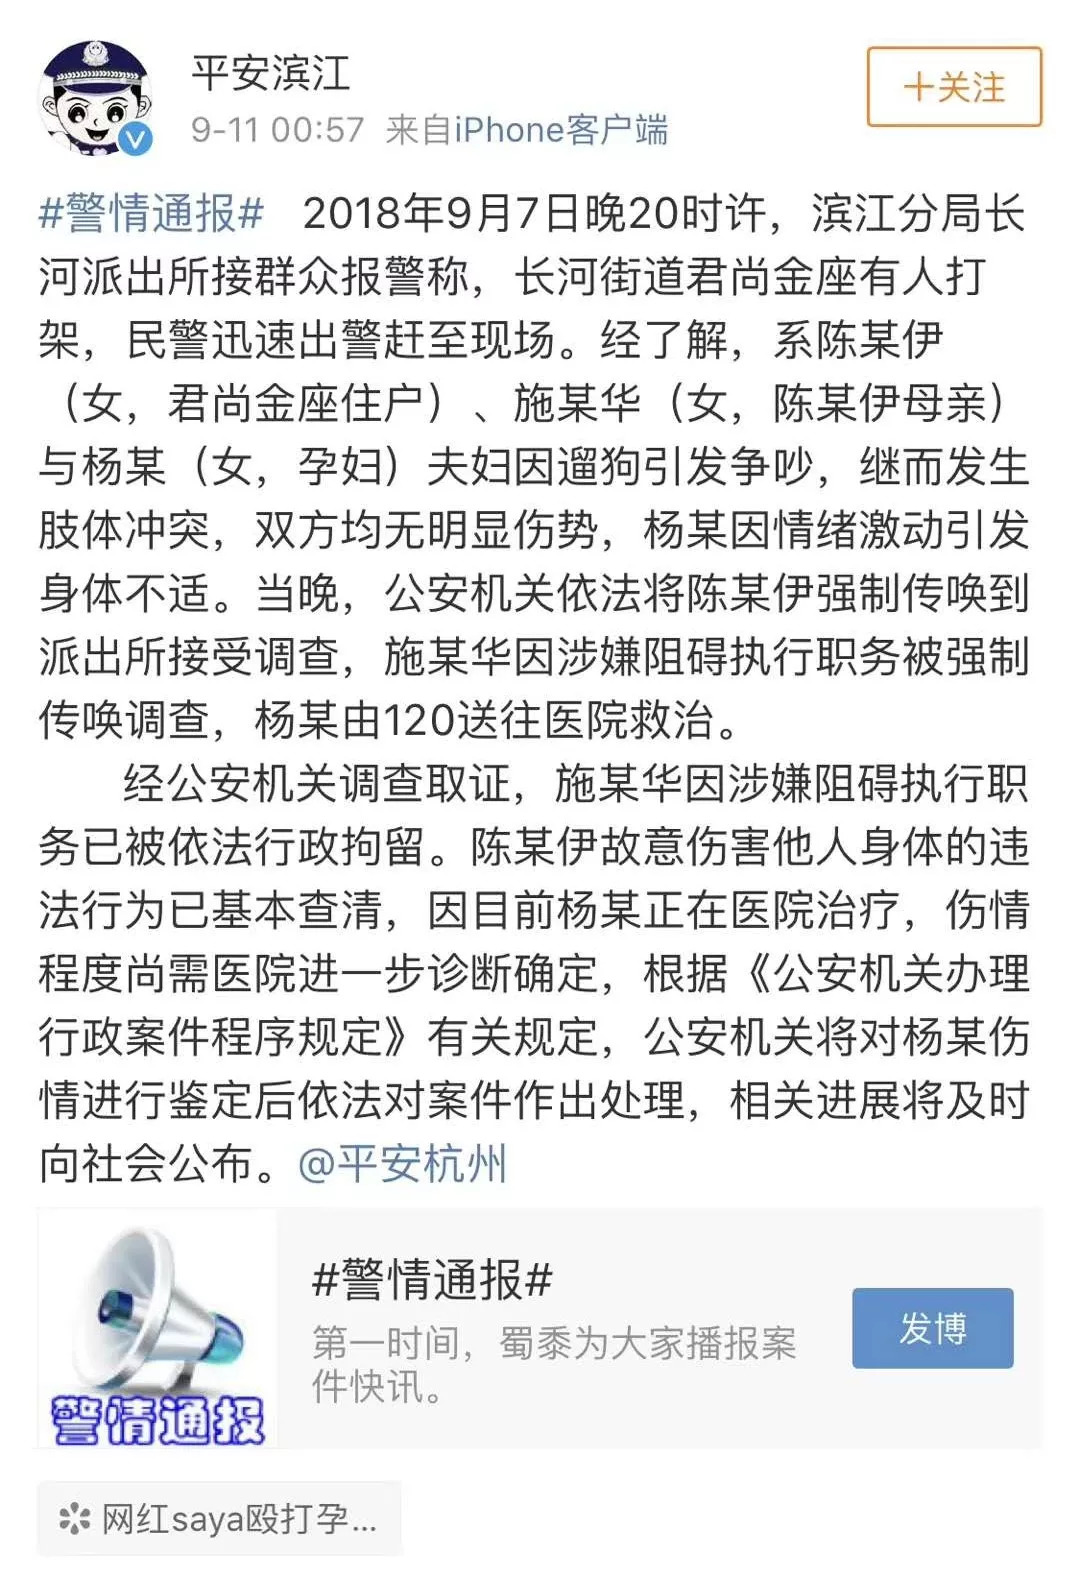 平安滨江
9-11 00:57 来自iPhone客户端
十关注
#警情通报# 2018年9月7日晚20时许，滨江分局长
河派出所接群众报警称，长河街道君尚金座有人打
架，民警迅速出警赶至现场。经了解，系陈某伊
（女，君尚金座住户）、施某华（女，陈某伊母亲）
与杨某（女，孕妇）夫妇因遛狗引发争吵，继而发生
肢体冲突，双方均无明显伤势，杨某因情绪激动引发
身体不适。当晚，公安机关依法将陈某伊强制传唤到
派出所接受调查，施某华因涉嫌阻碍执行职务被强制
传唤调查，杨某由120送往医院救治。
经公安机关调查取证，施某华因涉嫌阻碍执行职
务已被依法行政拘留。陈某伊故意伤害他人身体的违
法行为已基本查清，因目前杨某正在医院治疗，伤情
程度尚需医院进一步诊断确定，根据《公安机关办理
行政案件程序规定》有关规定，公安机关将对杨某伤
情进行鉴定后依法对案件作出处理，相关进展将及时
向社会公布。@平安杭州
警情通报
#警情通报#
第一时间，蜀黍为大家播报案
件快讯。
发博
网红saya殴打孕...